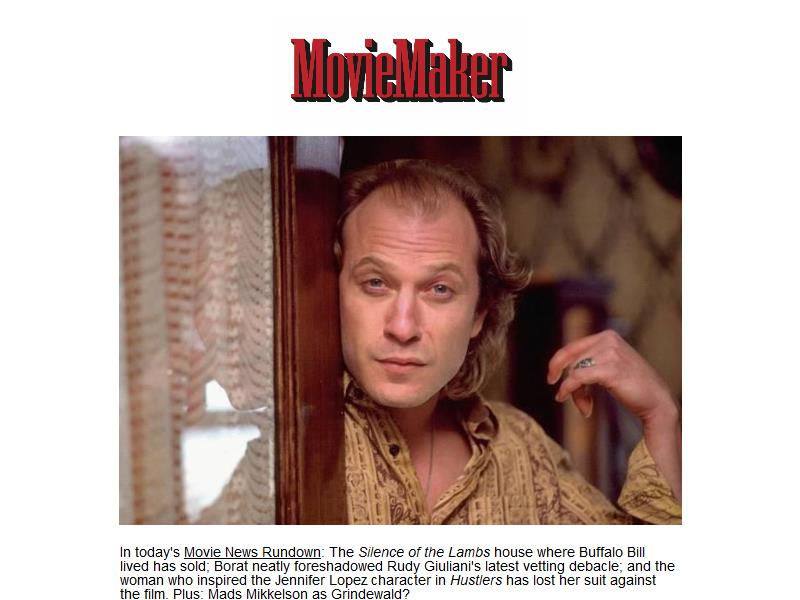 MovieMaker
In today's Movie News Rundown: The Silence of the Lambs house where Buffalo Bill
lived has sold; Borat neatly foreshadowed Rudy Giuliani's latest vetting debacle; and the
woman who inspired the Jennifer Lopez character in Hustlers has lost her suit against
the film. Plus: Mads Mikkelson as Grindewald?